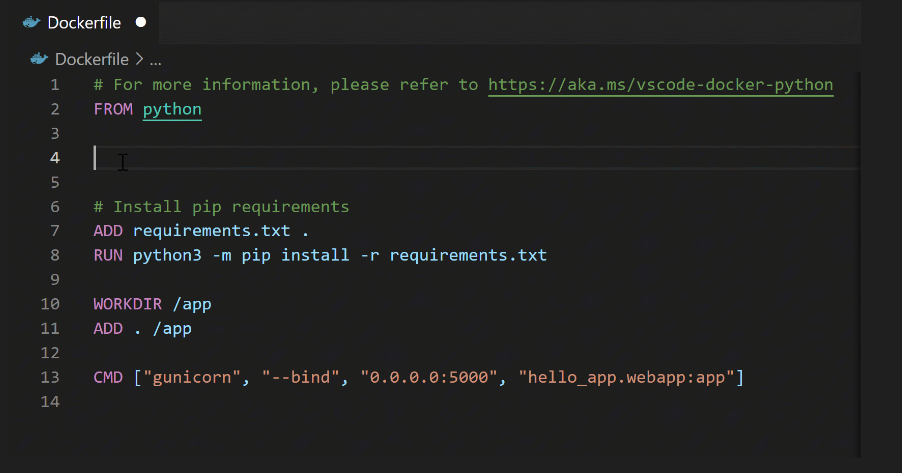 Dockerfile
Dockerfile > ...
1 # For more information, please refer to https://aka.ms/vscode-docker-python
2 FROM python
3
4
5
6 # Install pip requirements
7 ADD requirements.txt .
8 RUN python3 -m pip install -r requirements.txt
9
10 WORKDIR /app
11 ADD . /app
12
13 CMD ["gunicorn", "--bind", "0.0.0.0:5000", "hello_app.webapp:app"]
14